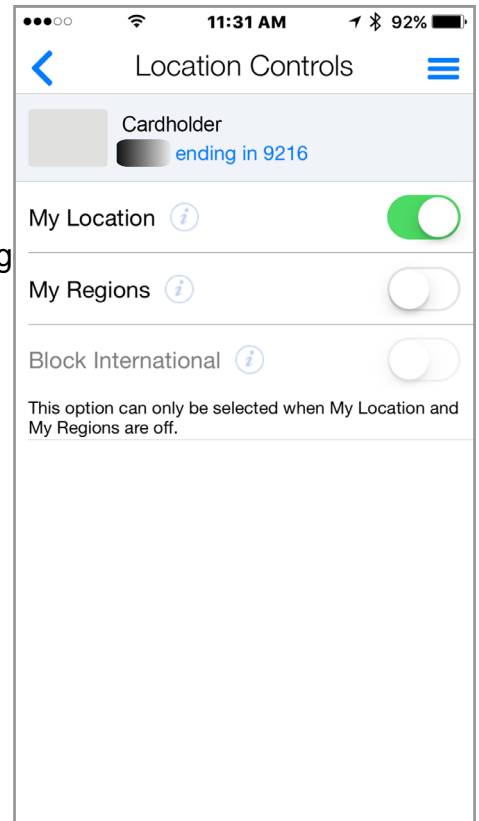 11:31 AM 92%
Location Controls
Cardholder
ending in 9216
My Location i
g
My Regions i
Block International i
This option can only be selected when My Location and
My Regions are off.